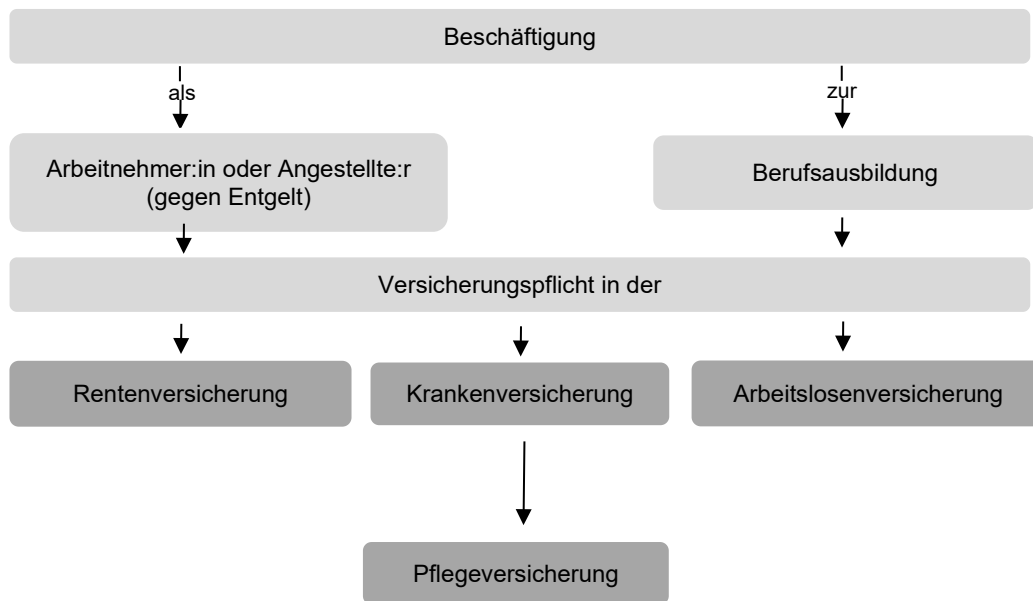 Beschäftigung
als
zur
Arbeitnehmer:in oder Angestellte:r
(gegen Entgelt)
Berufsausbildung
Versicherungspflicht in der
Rentenversicherung
Krankenversicherung
Arbeitslosenversicherung
Pflegeversicherung